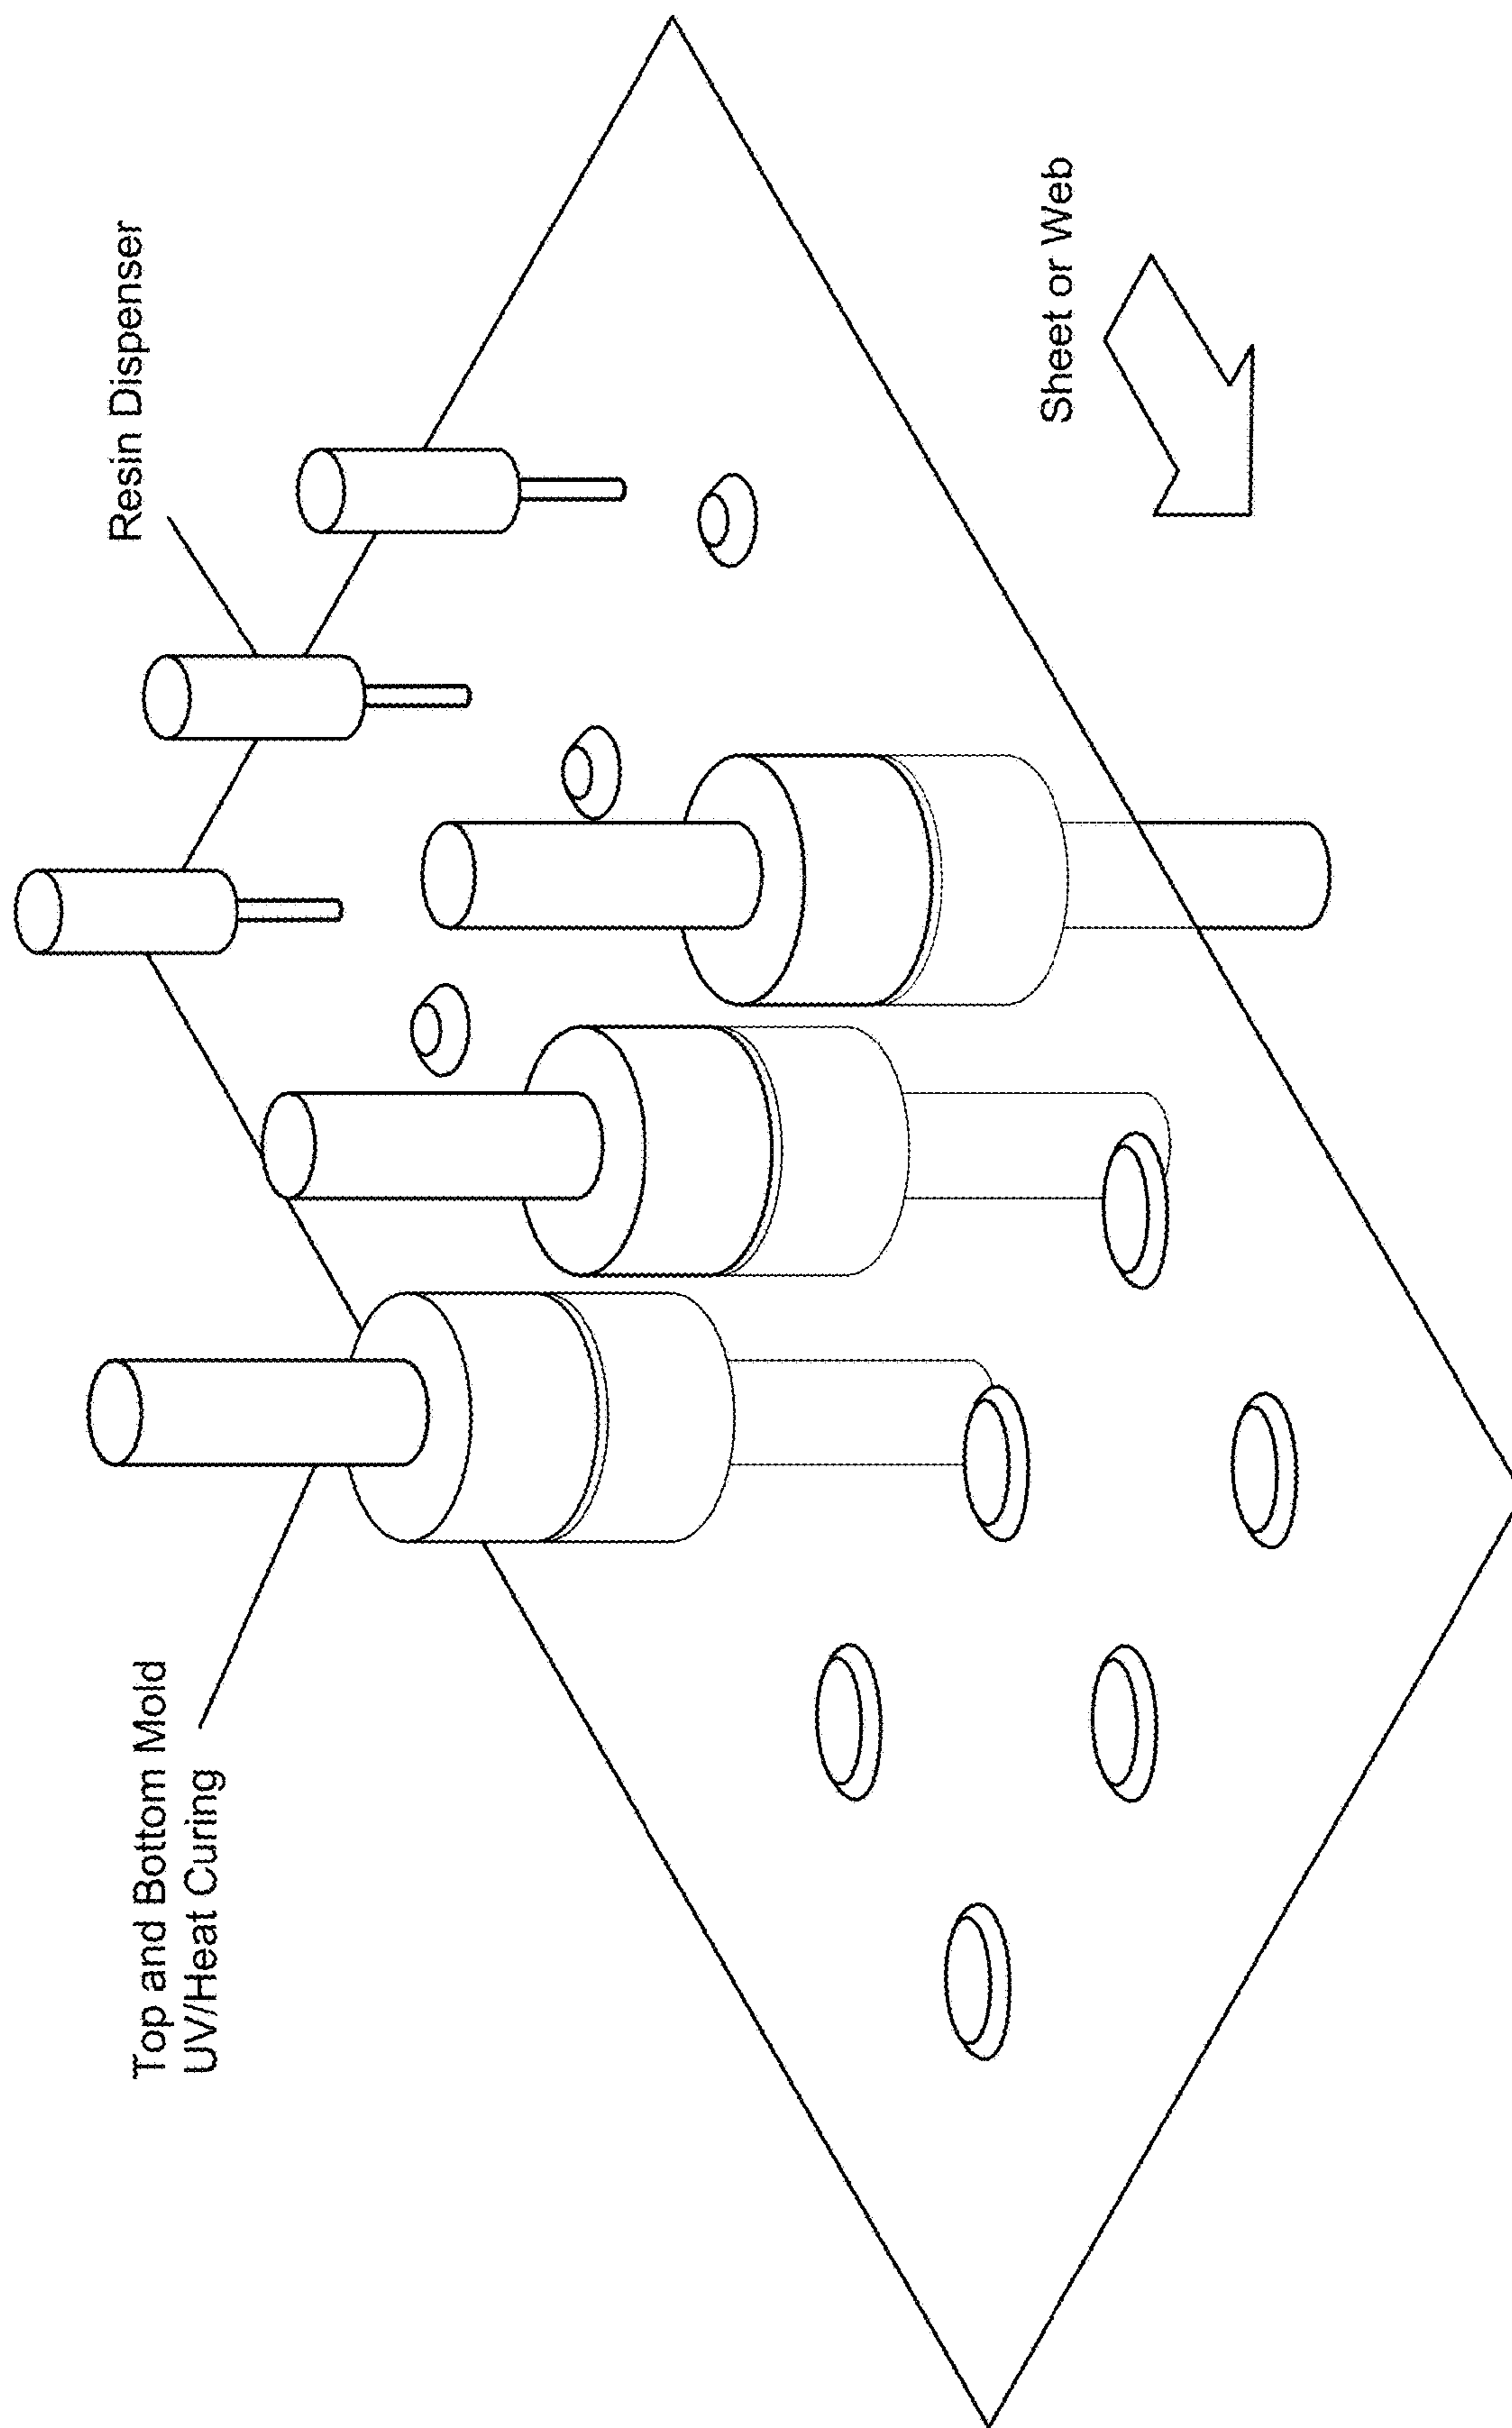 Top and Bottom Mold
UV/Heat Curing
Resin Dispenser
Sheet or Web